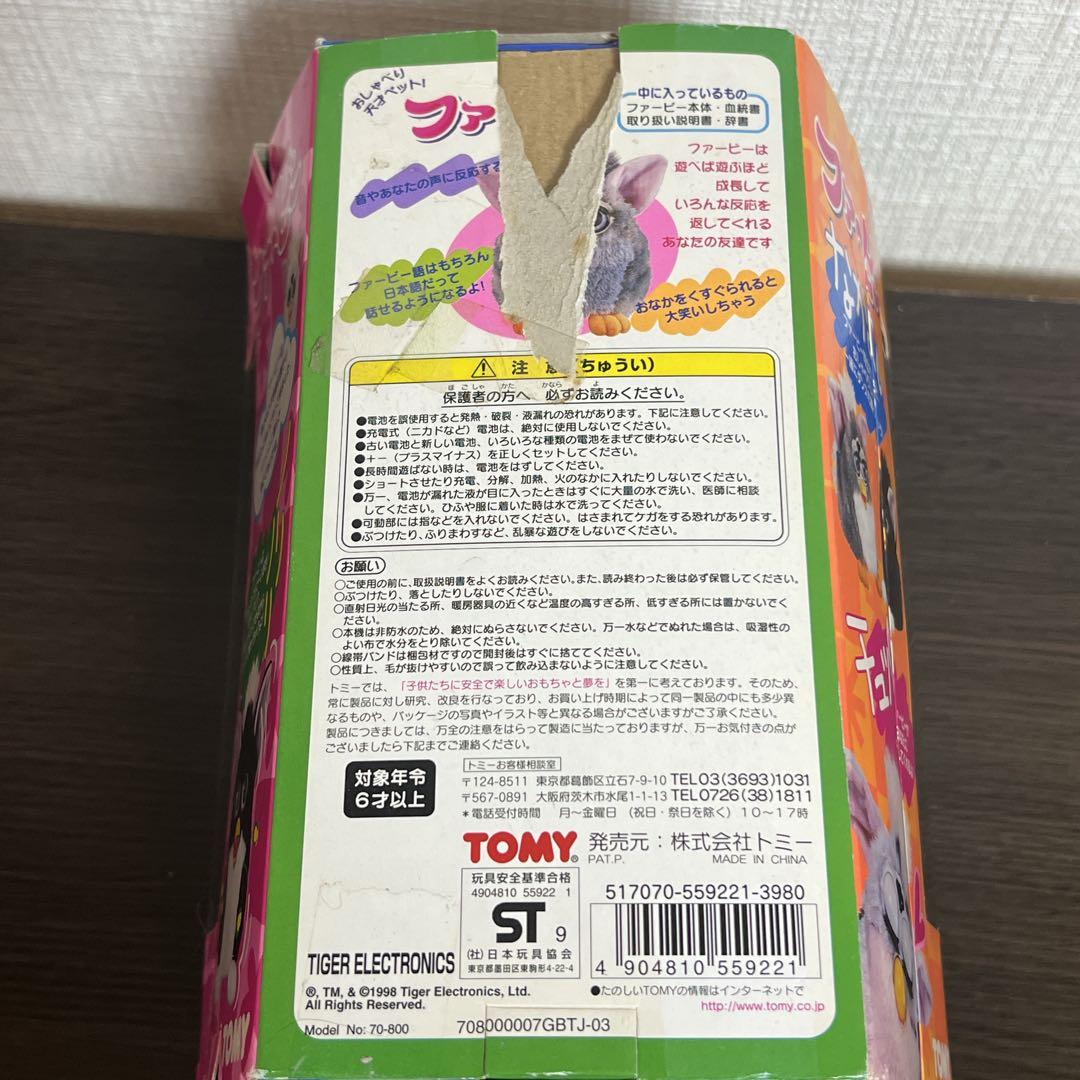 おしゃべり
天才ペット!
ファ
中に入っているもの
ファービー本体・血統書
取り扱い説明書・辞書
音やあなたの声に反応する
ファービーは
遊べば遊ぶほど
成長して
いろんな反応を
返してくれる
あなたの友達です
ファービー語はもちろん
日本語だって
話せるようになるよ!
おなかをくすぐられると
大笑いしちゃう
注 意(ちゅうい)
保護者の方へ 必ずお読みください。
●電池を誤使用すると発熱・破裂・液漏れの恐れがあります。下記に注意してください。
●充電式(ニカドなど)電池は、絶対に使用しないでください。
●古い電池と新しい電池、いろいろな種類の電池をまぜて使わないでください。
●+−(プラスマイナス)を正しくセットしてください。
●長時間遊ばない時は、電池をはずしてください。
●ショートさせたり充電、分解、加熱、火のなかに入れたりしないでください。
●万一、電池が漏れた液が目に入ったときはすぐに大量の水で洗い、医師に相談
してください。ひふや服に着いた時は水で洗ってください。
●可動部には指などを入れないでください。はさまれてケガをする恐れがあります。
●ぶつけたり、ふりまわすなど、乱暴な遊びをしないでください。
お願い
○ご使用の前に、取扱説明書をよくお読みください。また、読み終わった後は必ず保管してください。
○ぶつけたり、落としたりしないでください。
○直射日光の当たる所、暖房器具の近くなど温度の高すぎる所、低すぎる所には置かないでく
ださい。
○本機は非防水のため、絶対にぬらさないでください。万一水などでぬれた場合は、吸湿性の
よい布で水分をとり除いてください。
○線帯バンドは梱包材ですので開封後はすぐに捨ててください。
○性質上、毛が抜けやすいので誤って飲み込まないように注意してください。
トミーでは、「子供たちに安全で楽しいおもちゃと夢を」を第一に考えております。そのため、
常に製品に対し研究、改良を行なっており、お買い上げ時期によって同一製品の中にも多少異
なるものや、パッケージの写真やイラスト等と異なる場合がございますがご了承ください。
製品につきましては、万全の注意をはらって製造に当たっておりますが、万一お気付きの点が
ございましたら下記までご連絡ください。
対象年令
6才以上
トミーお客様相談室
〒124-8511 東京都葛飾区立石7-9-10 TEL03(3693)1031
〒567-0891 大阪府茨木市水尾1-1-13 TEL0726(38)1811
*電話受付時間 月〜金曜日(祝日・祭日を除く)10〜17時
TOMY® 発売元:株式会社トミー
PAT.P. MADE IN CHINA
玩具安全基準合格
4904810 55922 1
ST 9
(社)日本玩具協会
東京都墨田区東駒形4-22-4
517070-559221-3980
4 904810 559221
●たのしいTOMYの情報はインターネットで
http://www.tomy.co.jp
TIGER ELECTRONICS
®, TM, & ©1998 Tiger Electronics, Ltd.
All Rights Reserved.
Model No: 70-800
708000007GBTJ-03
TOMY